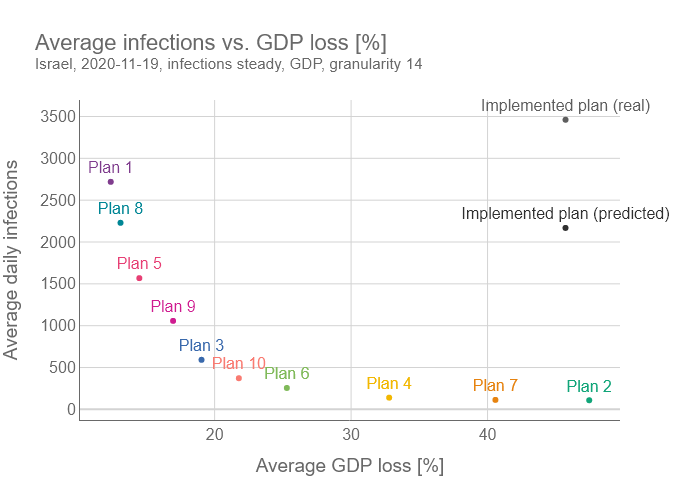 Average infections vs. GDP loss [%]
Israel, 2020-11-19, infections steady, GDP, granularity 14
Implemented plan (real)
3500
3000
Plan 1
2500
Plan 8
Implemented plan (predicted)
2000
Plan 5
1500
Plan 9
1000
Plan 3
Plan 10
500
Plan 6
Plan 4
Plan 7
Plan 2
0
20
30
40
Average daily infections
Average GDP loss [%]